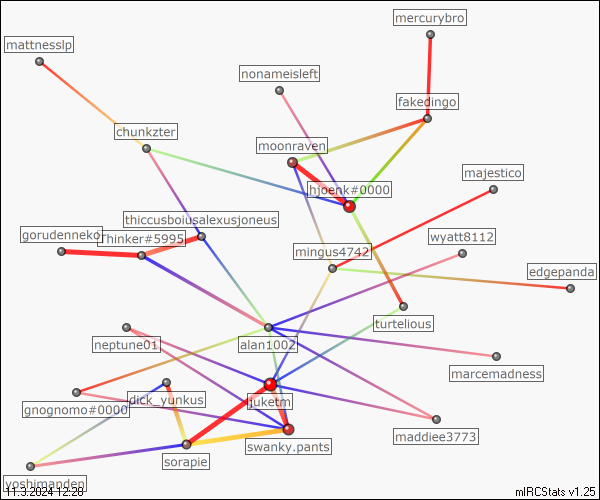 mercurybro
mattnesslp
nonameisleft
fakedingo
chunkzter
moonraven
majestico
hjoenk#0000
thiccusboiusalexusjoneus
gorudenneko
Thinker#5995
wyatt8112
mingus4742
edgepanda
turtelious
neptune01
alan1002
marcemadness
dick_yunkus
juketm
gnognomo#0000
maddiee3773
swanky.pants
sorapie
yoshimanden
11.3.2024 12:28
mIRCStats v1.25